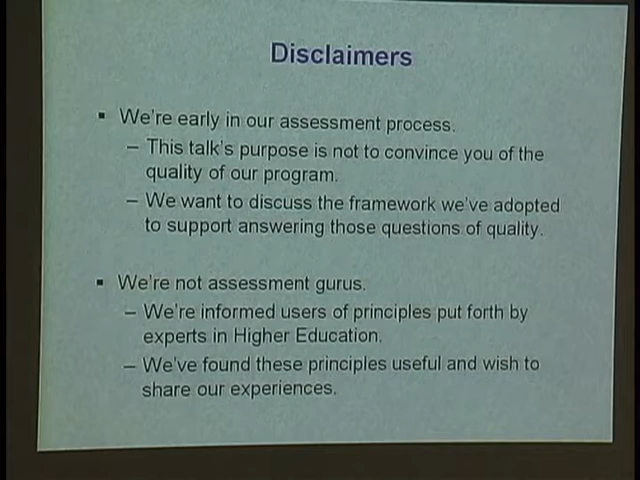 Disclaimers
▪ We're early in our assessment process.
– This talk's purpose is not to convince you of the
quality of our program.
– We want to discuss the framework we've adopted
to support answering those questions of quality.
▪ We're not assessment gurus.
– We're informed users of principles put forth by
experts in Higher Education.
– We've found these principles useful and wish to
share our experiences.